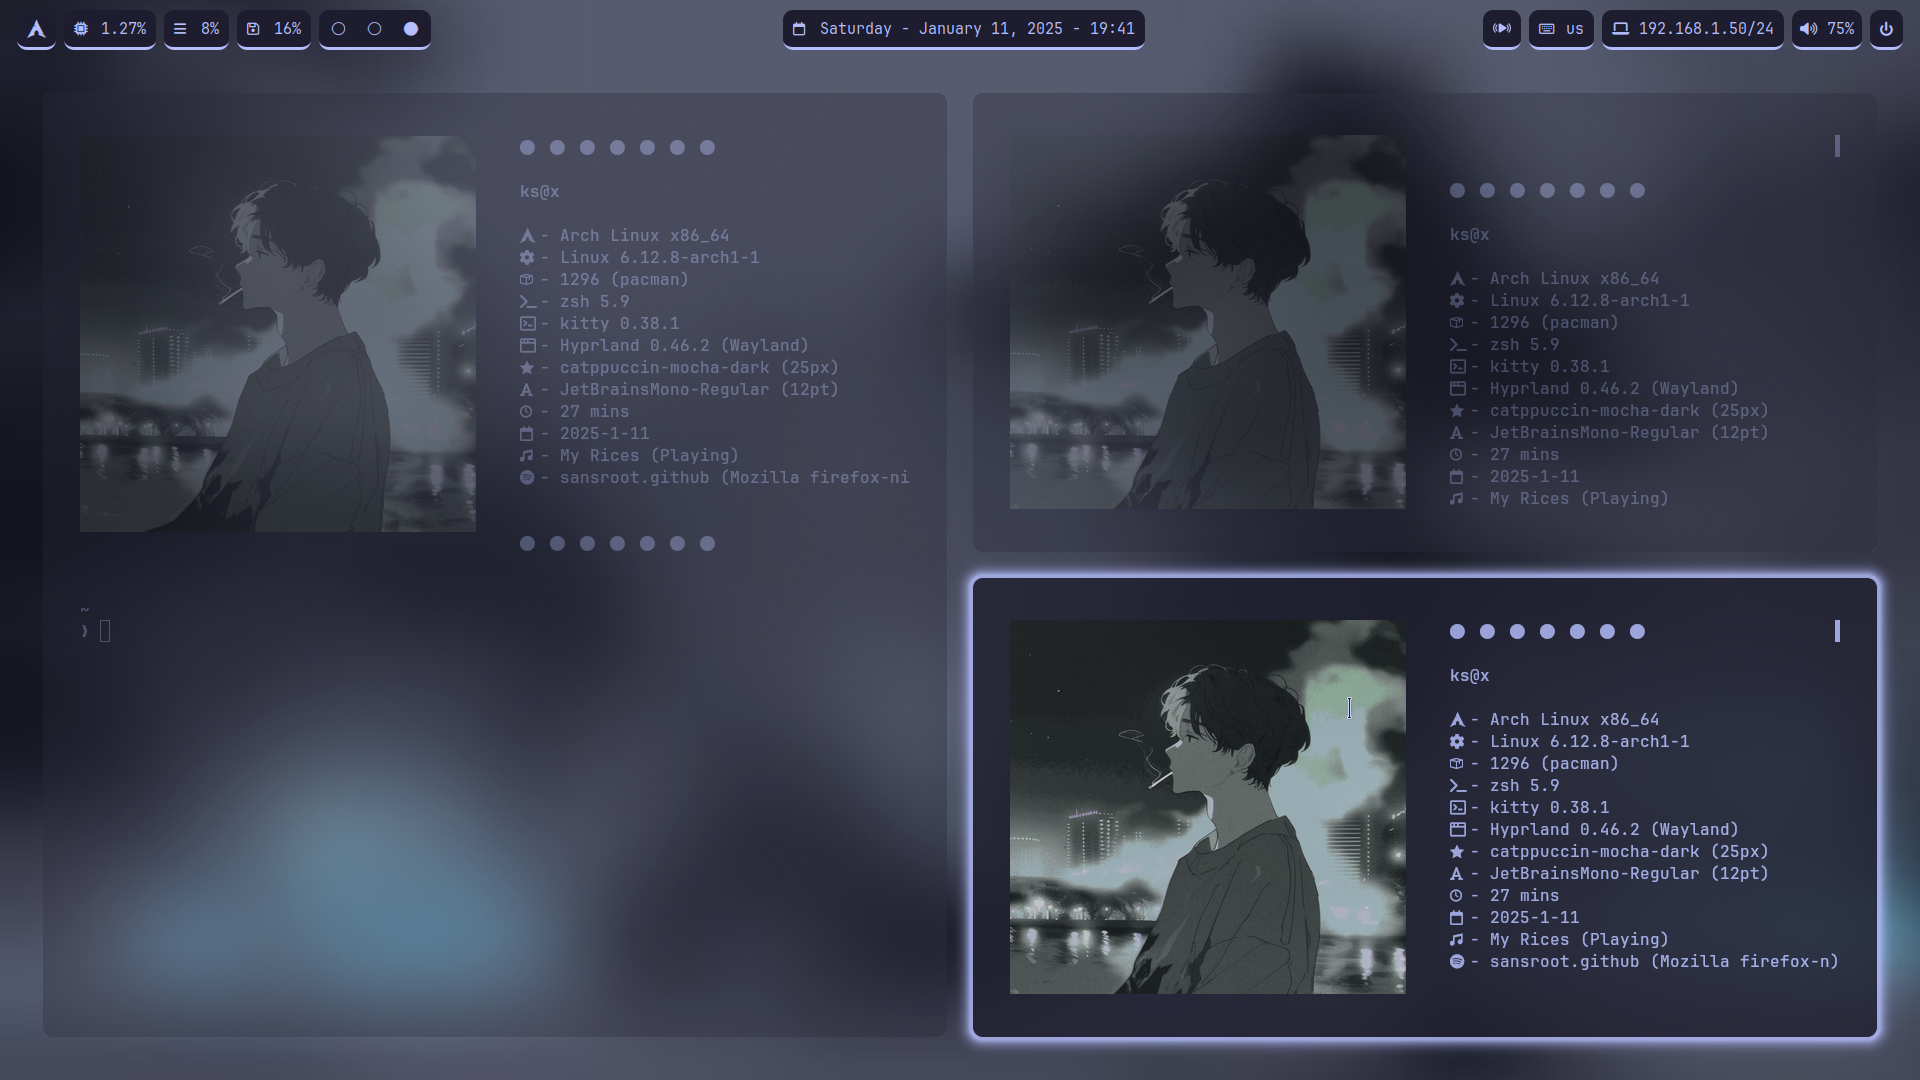 1.27%
8%
16%
Saturday - January 11, 2025 - 19:41
us
192.168.1.50/24
75%
ks@x
- Arch Linux x86_64
- Linux 6.12.8-arch1-1
- 1296 (pacman)
- zsh 5.9
- kitty 0.38.1
- Hyprland 0.46.2 (Wayland)
- catppuccin-mocha-dark (25px)
- JetBrainsMono-Regular (12pt)
- 27 mins
- 2025-1-11
- My Rices (Playing)
- sansroot.github (Mozilla firefox-ni
~
❱
ks@x
- Arch Linux x86_64
- Linux 6.12.8-arch1-1
- 1296 (pacman)
- zsh 5.9
- kitty 0.38.1
- Hyprland 0.46.2 (Wayland)
- catppuccin-mocha-dark (25px)
- JetBrainsMono-Regular (12pt)
- 27 mins
- 2025-1-11
- My Rices (Playing)
ks@x
- Arch Linux x86_64
- Linux 6.12.8-arch1-1
- 1296 (pacman)
- zsh 5.9
- kitty 0.38.1
- Hyprland 0.46.2 (Wayland)
- catppuccin-mocha-dark (25px)
- JetBrainsMono-Regular (12pt)
- 27 mins
- 2025-1-11
- My Rices (Playing)
- sansroot.github (Mozilla firefox-n)